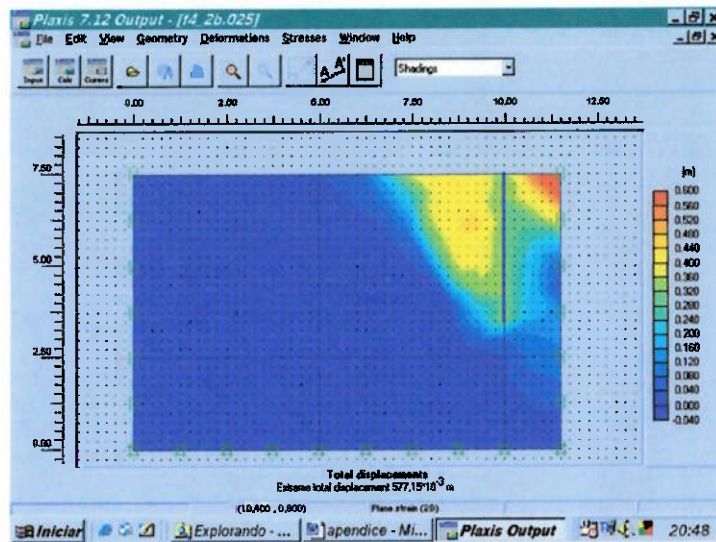 Plaxis 7.12 Output - [f4_2b.025]
File Edit View Geometry Deformations Stresses Window Help
Input Calc Curves A A* Shadings
0.00 2.50 5.00 7.50 10.00 12.50
7.50
5.00
2.50
0.00
[m]
0.600
0.560
0.520
0.480
0.440
0.400
0.360
0.320
0.280
0.240
0.200
0.160
0.120
0.080
0.040
0.000
-0.040
Total displacements
Extreme total displacement 577,15*10-3 m
(10,400 , 0,800) Plane strain (2D)
Iniciar Explorando - ... apendice - Mi... Plaxis Output 20:48